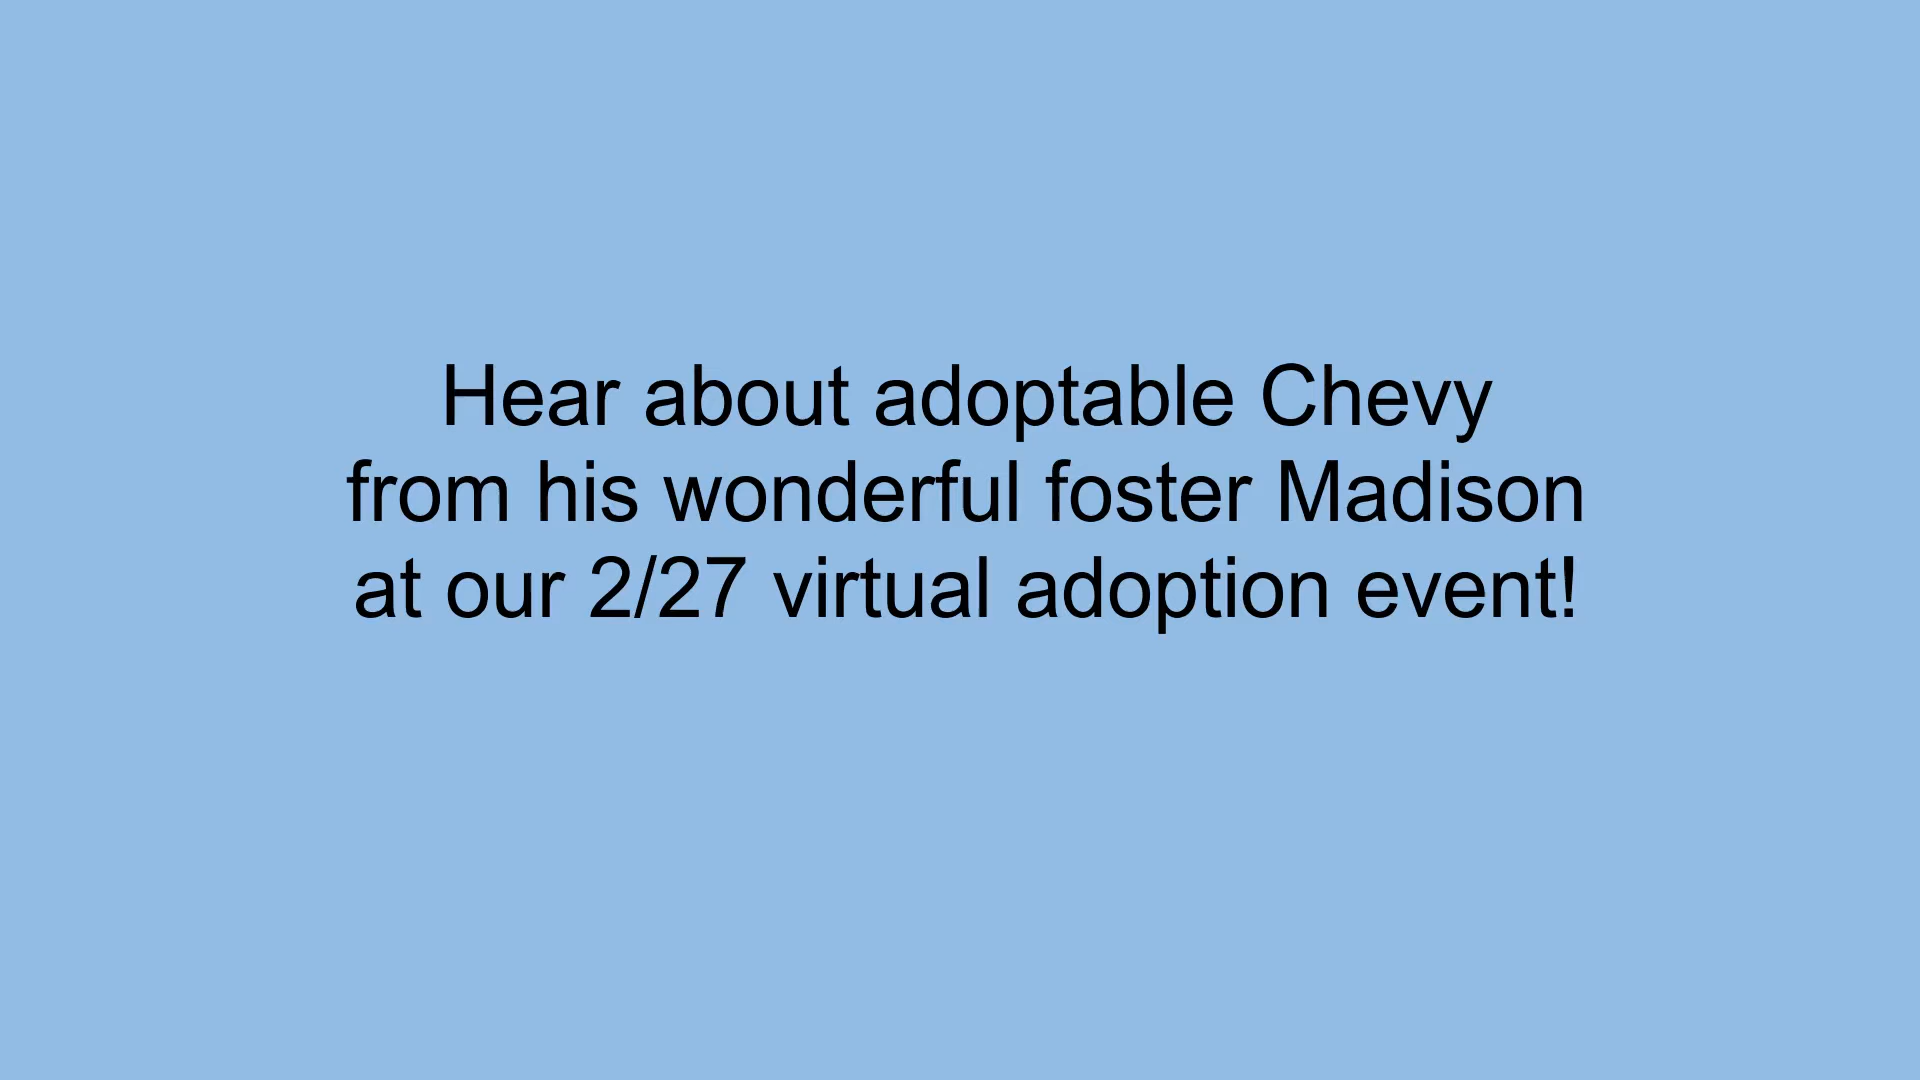 Hear about adoptable Chevy
from his wonderful foster Madison
at our 2/27 virtual adoption event!